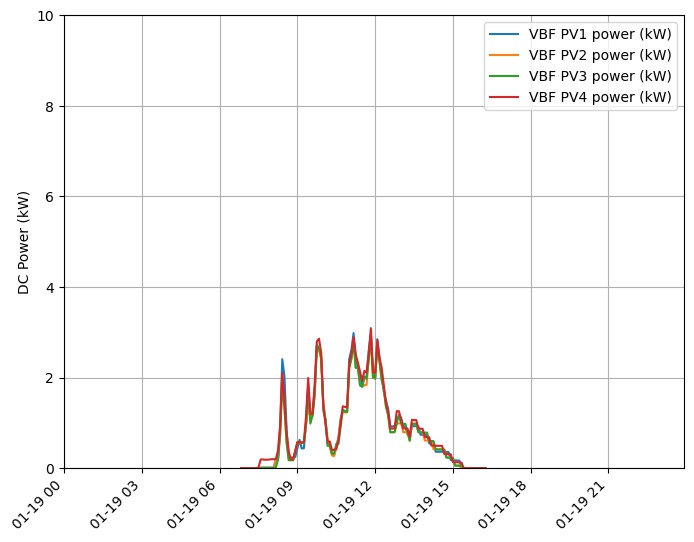 10
8
6
4
2
0
DC Power (kW)
VBF PV1 power (kW)
VBF PV2 power (kW)
VBF PV3 power (kW)
VBF PV4 power (kW)
01-19 00
01-19 03
01-19 06
01-19 09
01-19 12
01-19 15
01-19 18
01-19 21